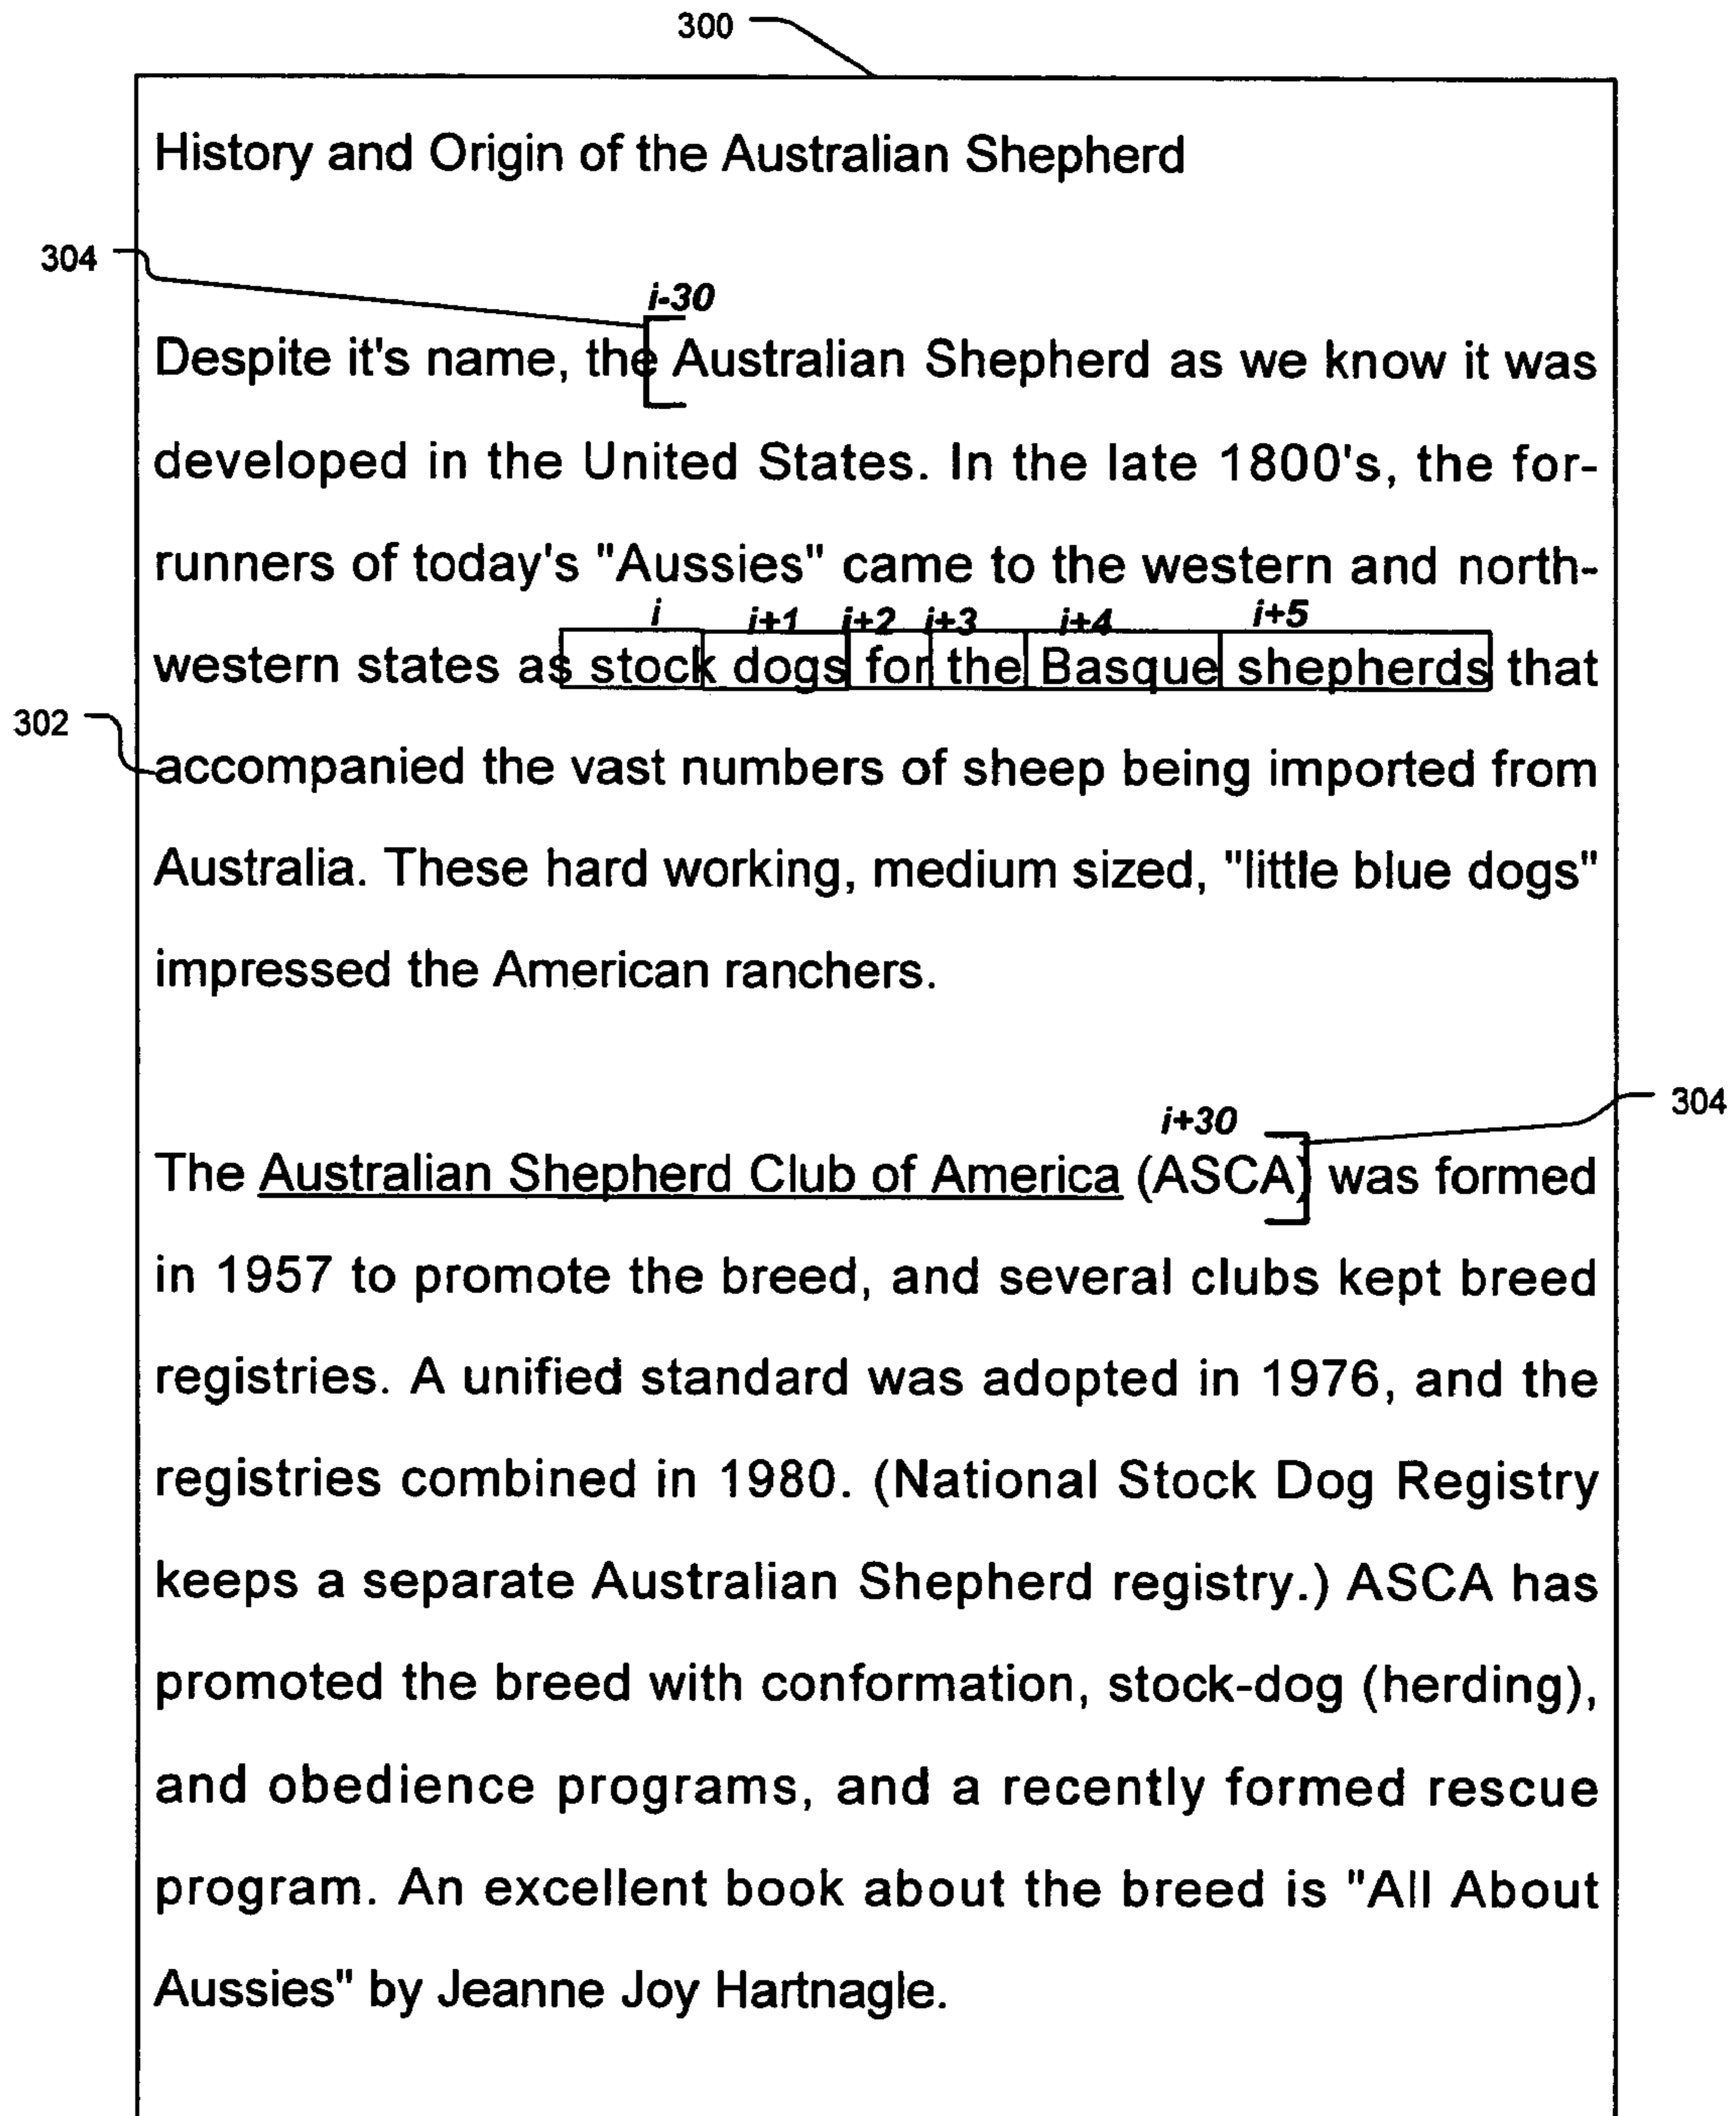 300
History and Origin of the Australian Shepherd
304
i-30
Despite it's name, the Australian Shepherd as we know it was
developed in the United States. In the late 1800's, the for-
runners of today's "Aussies" came to the western and north-
i i+1 i+2 i+3 i+4 i+5
western states as stock dogs for the Basque shepherds that
302
accompanied the vast numbers of sheep being imported from
Australia. These hard working, medium sized, "little blue dogs"
impressed the American ranchers.
304
i+30
The Australian Shepherd Club of America (ASCA) was formed
in 1957 to promote the breed, and several clubs kept breed
registries. A unified standard was adopted in 1976, and the
registries combined in 1980. (National Stock Dog Registry
keeps a separate Australian Shepherd registry.) ASCA has
promoted the breed with conformation, stock-dog (herding),
and obedience programs, and a recently formed rescue
program. An excellent book about the breed is "All About
Aussies" by Jeanne Joy Hartnagle.